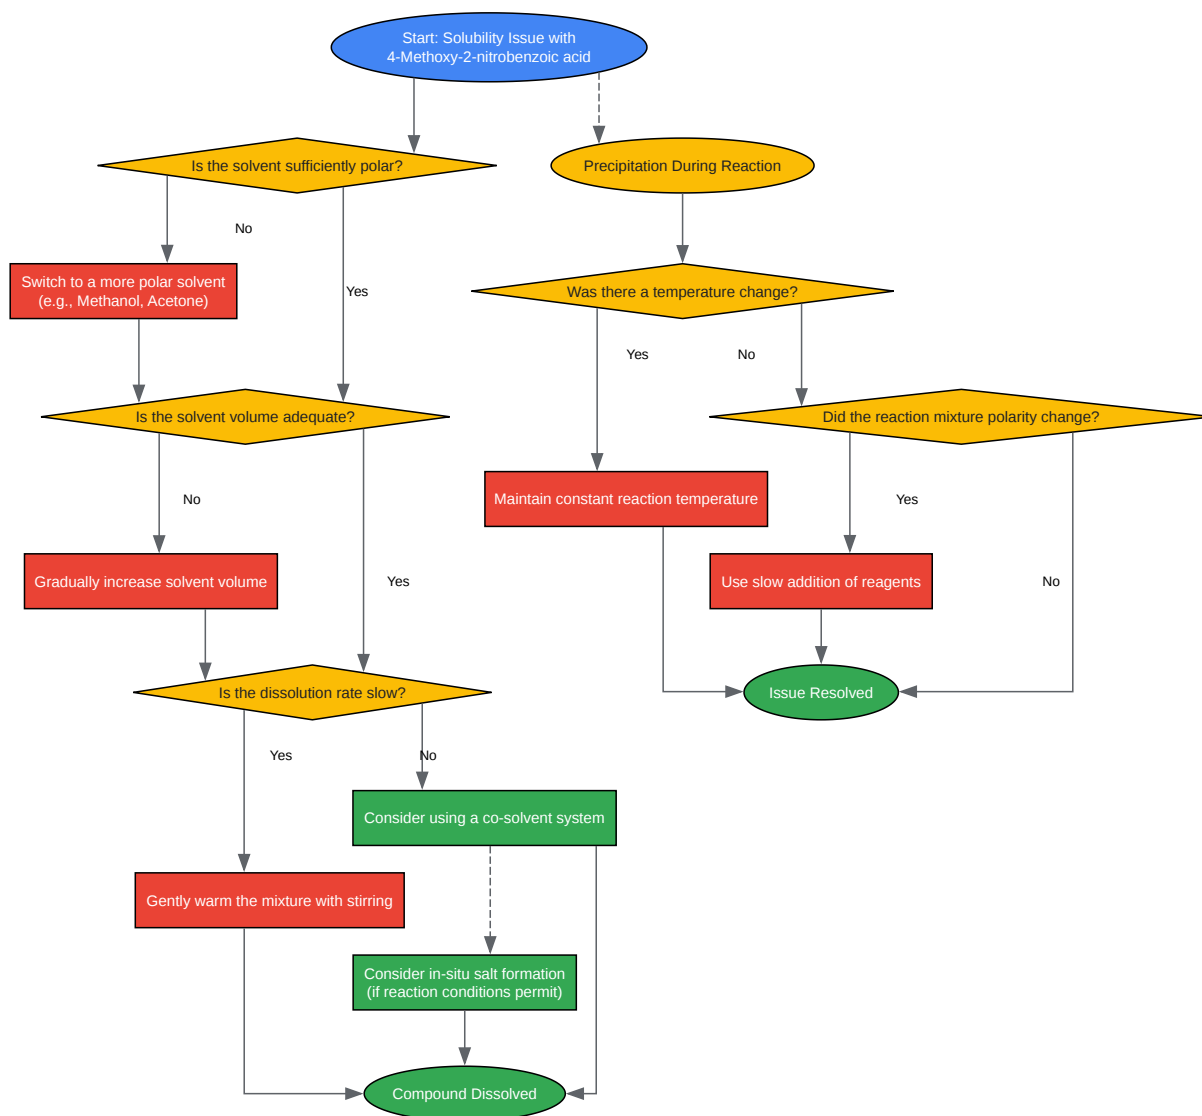 Start: Solubility Issue with
4-Methoxy-2-nitrobenzoic acid
Is the solvent sufficiently polar?
Precipitation During Reaction
No
Switch to a more polar solvent
(e.g., Methanol, Acetone)
Yes
Was there a temperature change?
Yes
No
Is the solvent volume adequate?
Did the reaction mixture polarity change?
No
Maintain constant reaction temperature
Yes
Gradually increase solvent volume
Yes
Use slow addition of reagents
No
Is the dissolution rate slow?
Issue Resolved
Yes
No
Consider using a co-solvent system
Gently warm the mixture with stirring
Consider in-situ salt formation
(if reaction conditions permit)
Compound Dissolved